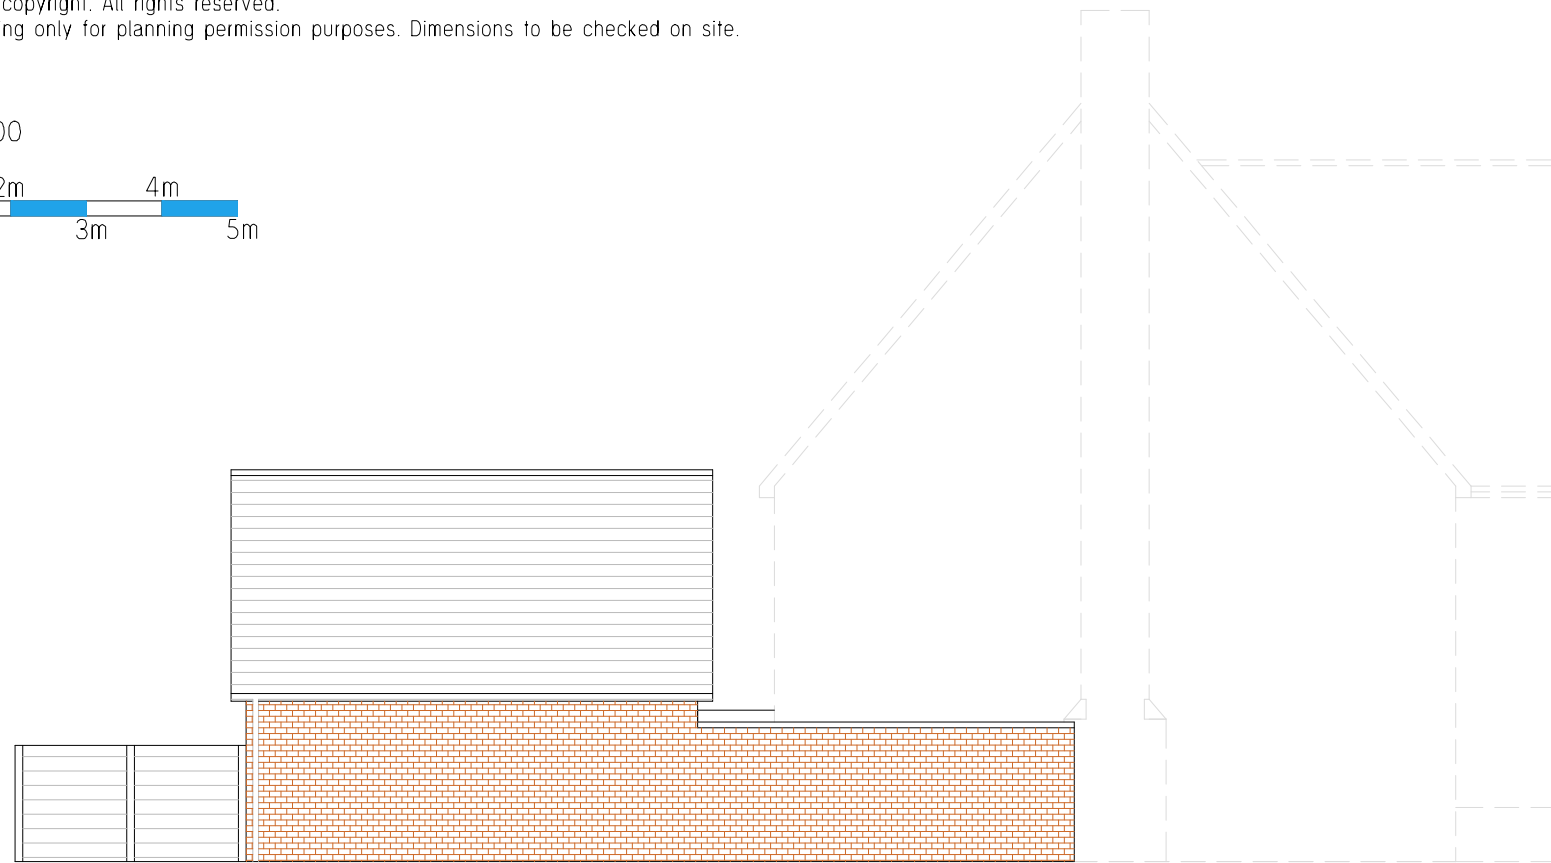 copyright. All rights reserved.
ng only for planning permission purposes. Dimensions to be checked on site.
00
2m 4m
3m 5m